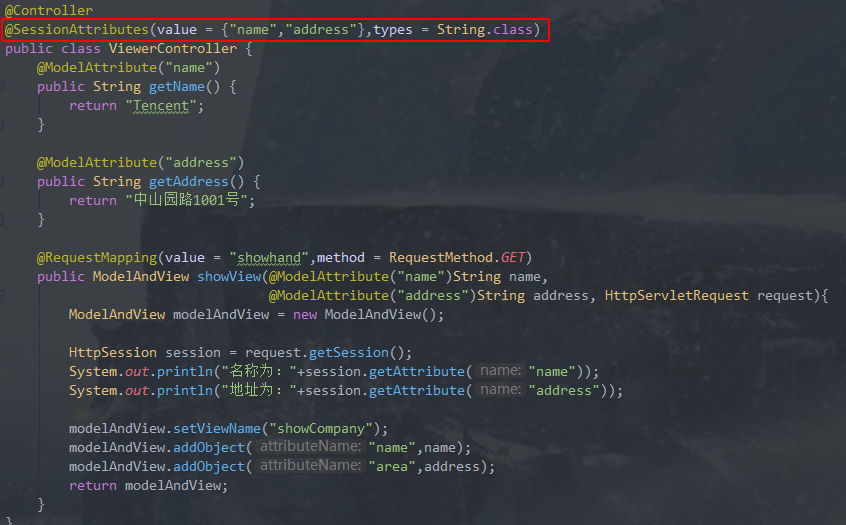 @Controller
@SessionAttributes(value = {"name","address"},types = String.class)
public class ViewerController {
@ModelAttribute("name")
public String getName() {
return "Tencent";
}
@ModelAttribute("address")
public String getAddress() {
return "中山园路1001号";
}
@RequestMapping(value = "showhand",method = RequestMethod.GET)
public ModelAndView showView(@ModelAttribute("name")String name,
@ModelAttribute("address")String address, HttpServletRequest request){
ModelAndView modelAndView = new ModelAndView();
HttpSession session = request.getSession();
System.out.println("名称为："+session.getAttribute( name: "name"));
System.out.println("地址为："+session.getAttribute( name: "address"));
modelAndView.setViewName("showCompany");
modelAndView.addObject( attributeName: "name",name);
modelAndView.addObject( attributeName: "area",address);
return modelAndView;
}
}